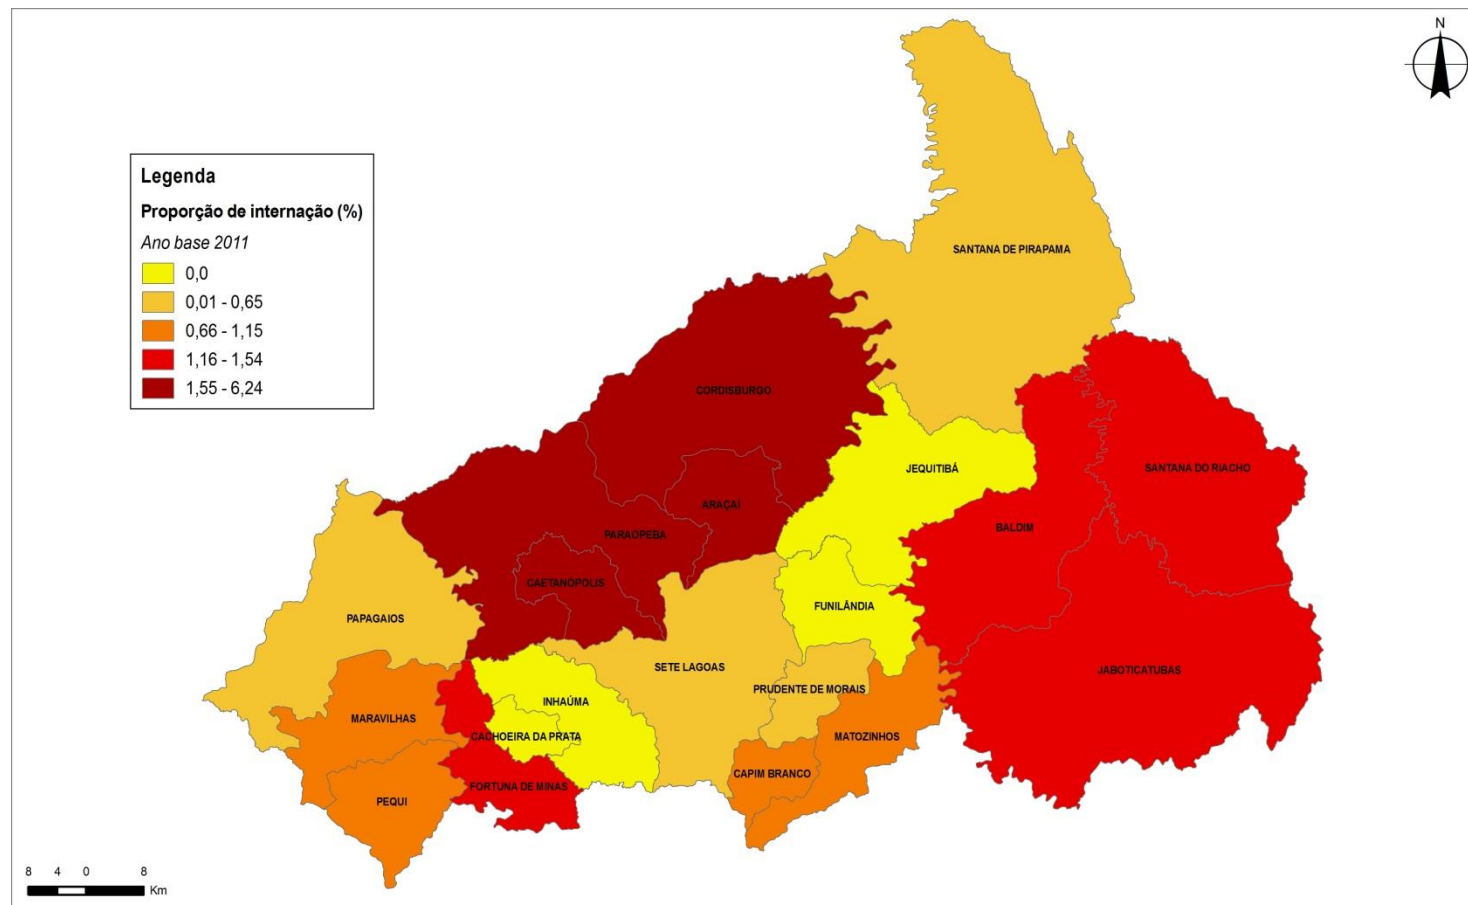 N
Legenda
Proporção de internação (%)
Ano base 2011
0,0
0,01 - 0,65
0,66 - 1,15
1,16 - 1,54
1,55 - 6,24
SANTANA DE PIRAPAMA
CORDISBURGO
JEQUITIBÁ
SANTANA DO RIACHO
ARAÇAÍ
BALDIM
PARAOPEBA
CAETANOPOLIS
FUNILÂNDIA
PAPAGAIOS
SETE LAGOAS
JABOTICATUBAS
PRUDENTE DE MORAIS
INHAÚMA
MARAVILHAS
CACHOEIRA DA PRATA
MATOZINHOS
CAPIM BRANCO
FORTUNA DE MINAS
PEQUI
8 4 0 8
Km